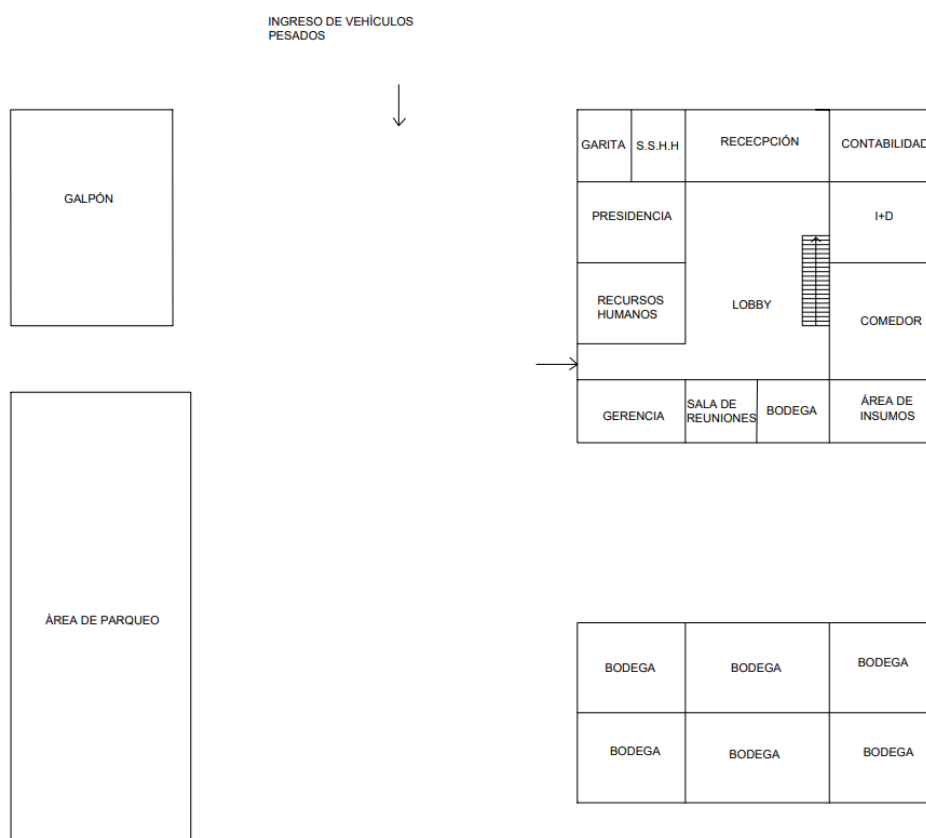 INGRESO DE VEHÌCULOS
PESADOS
GALPÓN
GARITA
S.S.H.H
RECECPCIÓN
CONTABILIDAD
PRESIDENCIA
I+D
RECURSOS
HUMANOS
LOBBY
COMEDOR
GERENCIA
SALA DE
REUNIONES
BODEGA
ÁREA DE
INSUMOS
ÀREA DE PARQUEO
BODEGA
BODEGA
BODEGA
BODEGA
BODEGA
BODEGA